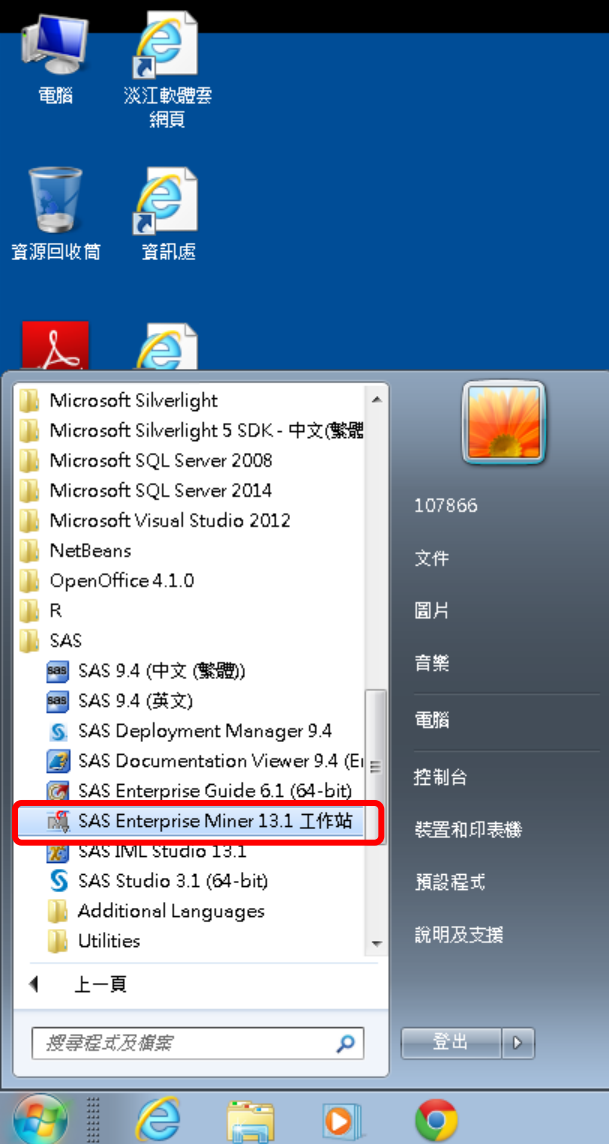 電腦
淡江軟體雲
網頁
資源回收筒
資訊處
Microsoft Silverlight
Microsoft Silverlight 5 SDK - 中文(繁體
Microsoft SQL Server 2008
Microsoft SQL Server 2014
Microsoft Visual Studio 2012
NetBeans
OpenOffice 4.1.0
R
SAS
SAS 9.4 (中文 (繁體))
SAS 9.4 (英文)
SAS Deployment Manager 9.4
SAS Documentation Viewer 9.4 (En
SAS Enterprise Guide 6.1 (64-bit)
SAS Enterprise Miner 13.1 工作站
SAS IML Studio 13.1
SAS Studio 3.1 (64-bit)
Additional Languages
Utilities
上一頁
搜尋程式及檔案
107866
文件
圖片
音樂
電腦
控制台
裝置和印表機
預設程式
說明及支援
登出